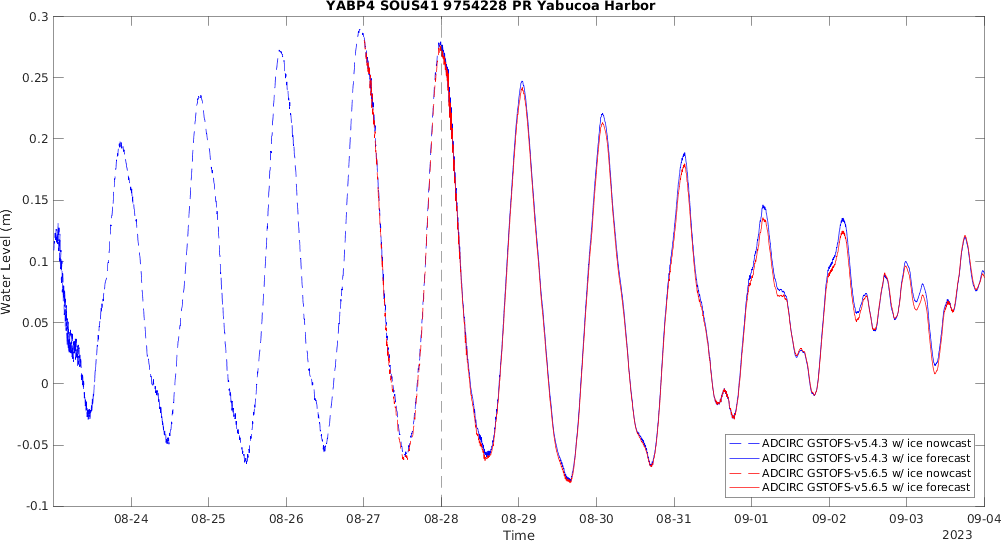 YABP4 SOUS41 9754228 PR Yabucoa Harbor
0.3
0.25
0.2
0.15
0.1
0.05
0
-0.05
-0.1
Water Level (m)
08-24 08-25 08-26 08-27 08-28 08-29 08-30 08-31 09-01 09-02 09-03 09-04
Time
2023
ADCIRC GSTOFS-v5.4.3 w/ ice nowcast
ADCIRC GSTOFS-v5.4.3 w/ ice forecast
ADCIRC GSTOFS-v5.6.5 w/ ice nowcast
ADCIRC GSTOFS-v5.6.5 w/ ice forecast